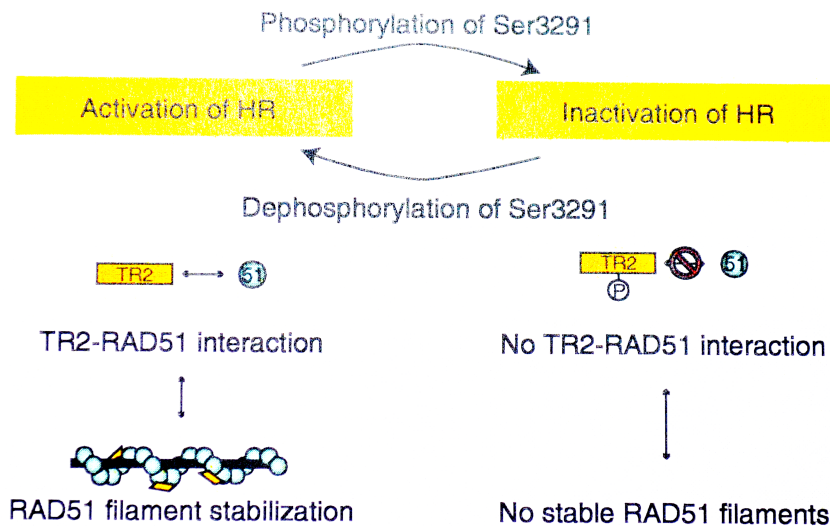 Phosphorylation of Ser3291
Activation of HR
Inactivation of HR
Dephosphorylation of Ser3291
TR2
51
TR2
51
P
TR2-RAD51 interaction
No TR2-RAD51 interaction
RAD51 filament stabilization
No stable RAD51 filaments